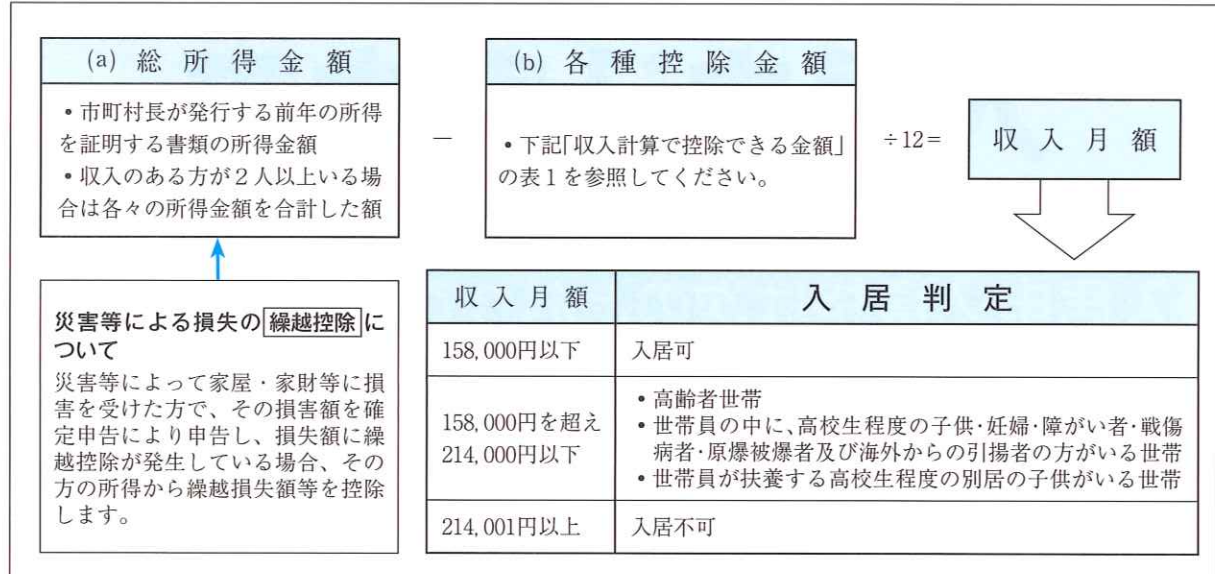 (a) 総所得金額
• 市町村長が発行する前年の所得
を証明する書類の所得金額
• 収入のある方が２人以上いる場
合は各々の所得金額を合計した額
－
(b) 各種控除金額
• 下記「収入計算で控除できる金額」
の表１を参照してください。
÷12＝
収入月額
災害等による損失の繰越控除に
ついて
災害等によって家屋・家財等に損
害を受けた方で、その損害額を確
定申告により申告し、損失額に繰
越控除が発生している場合、その
方の所得から繰越損失額等を控除
します。
収入月額
入居判定
158,000円以下
入居可
158,000円を超え
214,000円以下
• 高齢者世帯
• 世帯員の中に、高校生程度の子供・妊婦・障がい者・戦傷
病者・原爆被爆者及び海外からの引揚者の方がいる世帯
• 世帯員が扶養する高校生程度の別居の子供がいる世帯
214,001円以上
入居不可